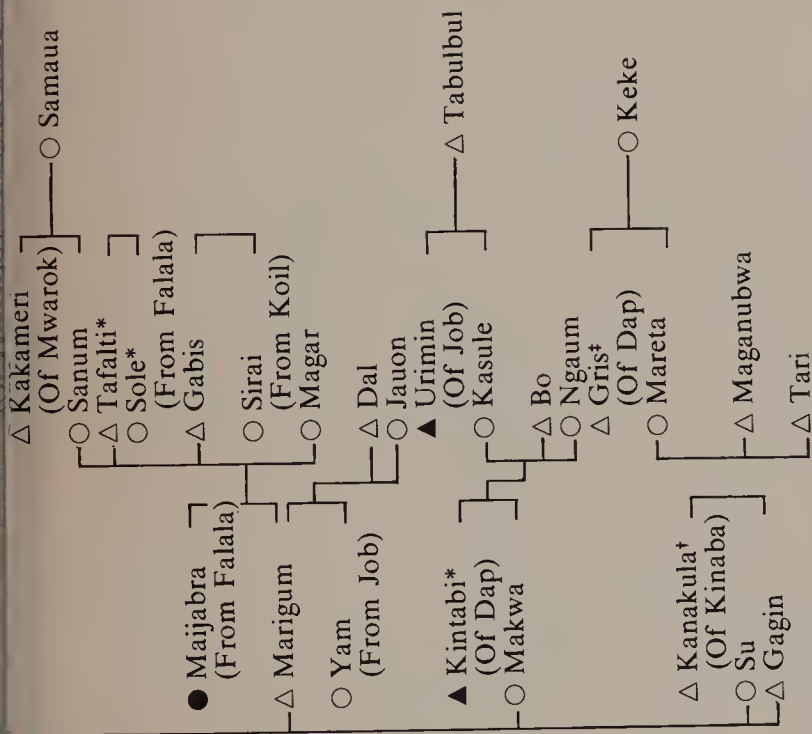 Kakameri
(Of Mwarok)
Sanum
Samaua
Tafalti*
Sole*
(From Falala)
Gabis
Sirai
(From Koil)
Magar
Maijabra
(From Falala)
Marigum
Yam
(From Job)
Dal
Jauon
Urimin
(Of Job)
Kasule
Tabulbul
Kintabi*
(Of Dap)
Makwa
Bo
Ngaum
Gris‡
(Of Dap)
Mareta
Keke
Kanakula†
(Of Kinaba)
Su
Gagin
Maganubwa
Tari